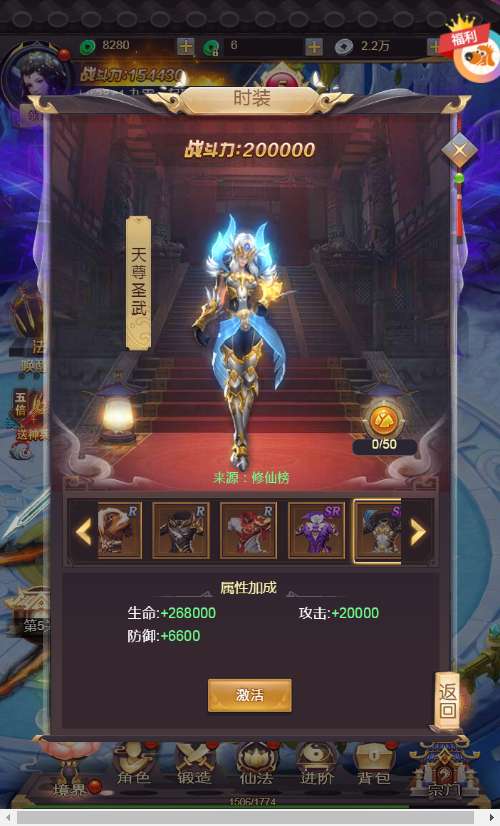 8280
6
2.2万
福利
战斗力:154430
时装
战斗力:200000
天尊圣武
0/50
来源：修仙榜
R
R
R
SR
S
属性加成
生命:+268000
攻击:+20000
防御:+6600
激活
返回
五倍
境界
角色
锻造
仙法
进阶
背包
宗门
1506/1774